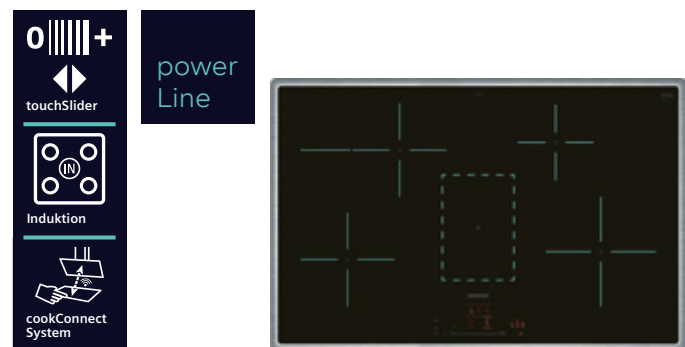 0 +
touchSlider
IN
Induktion
cookConnect
System
power
Line